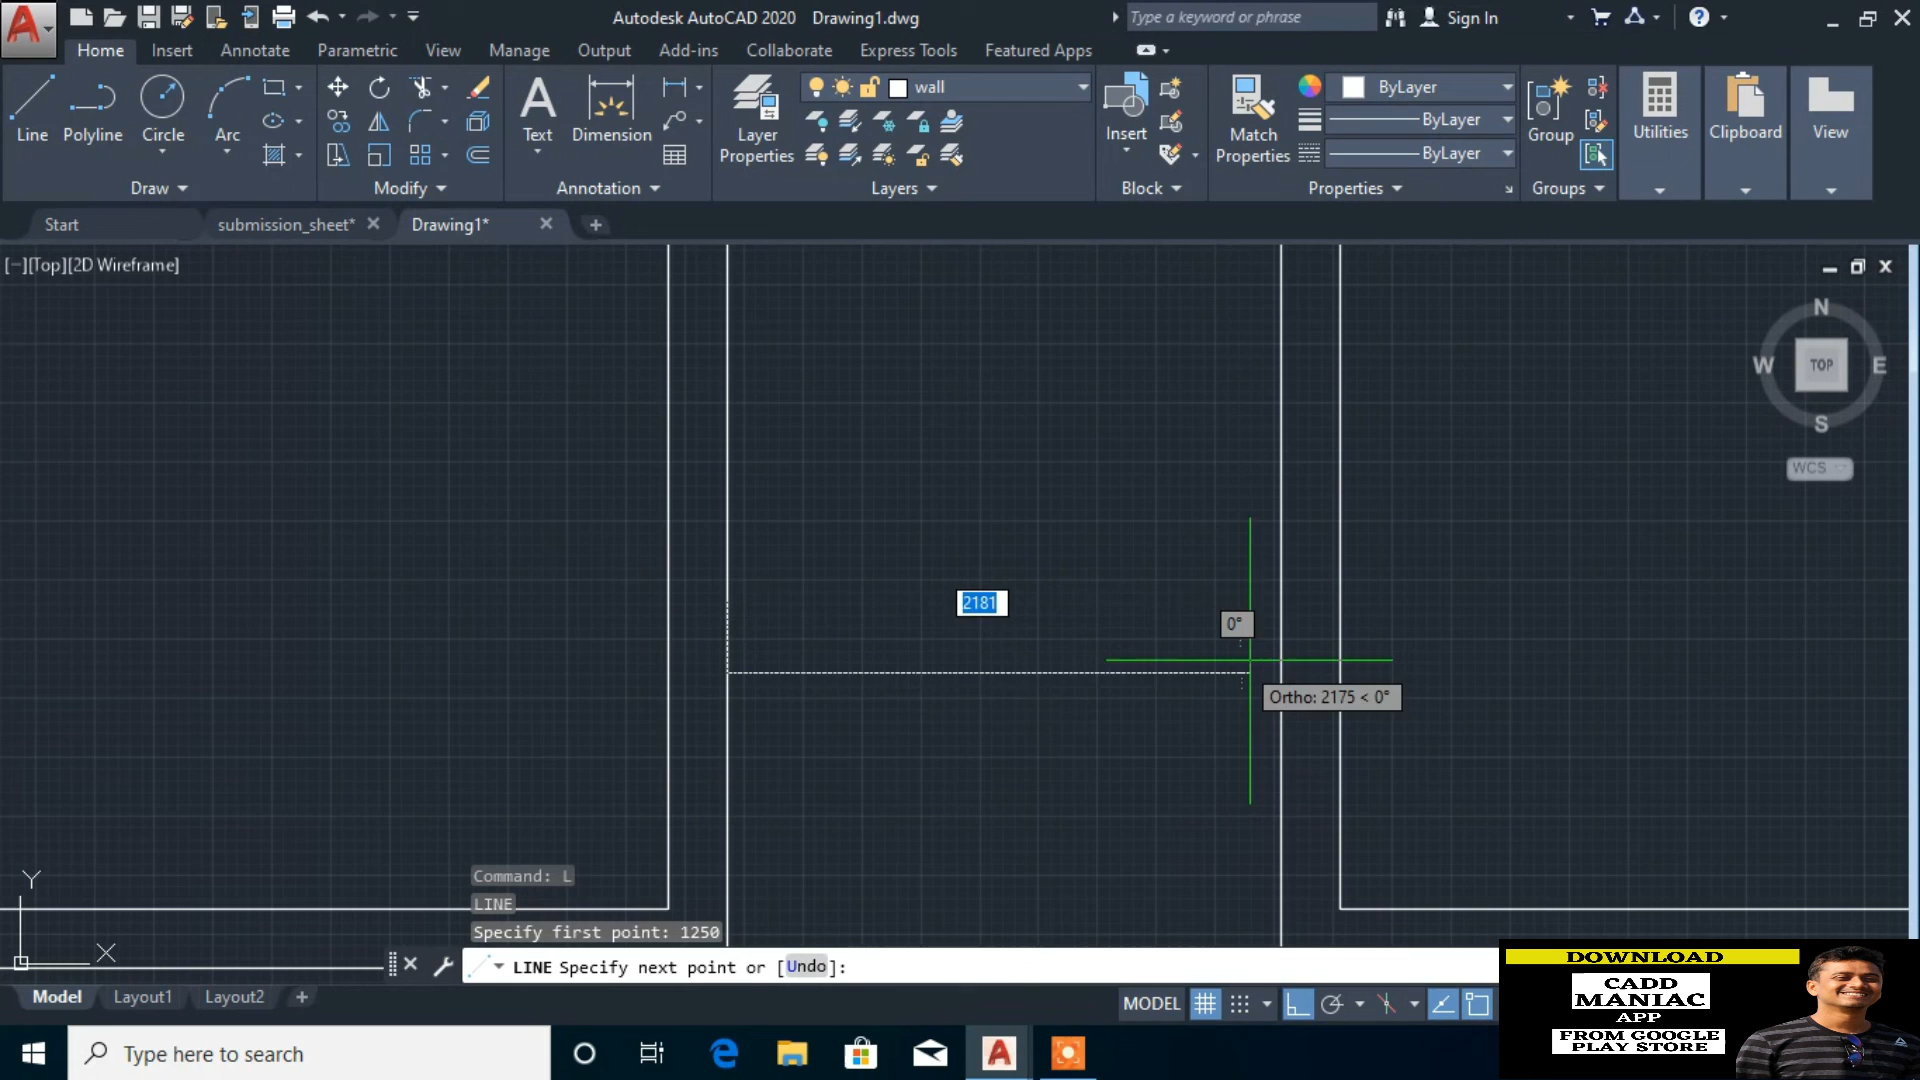 Autodesk AutoCAD 2020 Drawing1.dwg
Type a keyword or phrase
Sign In
Home Insert Annotate Parametric View Manage Output Add-ins Collaborate Express Tools Featured Apps
Line Polyline Circle Arc
Text Dimension
Layer Properties
wall
Insert
Match Properties
ByLayer
ByLayer
ByLayer
Group
Utilities
Clipboard
View
Draw Modify Annotation Layers Block Properties Groups
Start submission_sheet* Drawing1*
[−][Top][2D Wireframe]
N
W TOP E
S
WCS
2181
0°
Ortho: 2175 < 0°
Y
X
Command: L
LINE
Specify first point: 1250
LINE Specify next point or [Undo]:
Model Layout1 Layout2
MODEL
DOWNLOAD
CADD
MANIAC
APP
FROM GOOGLE
PLAY STORE
Type here to search